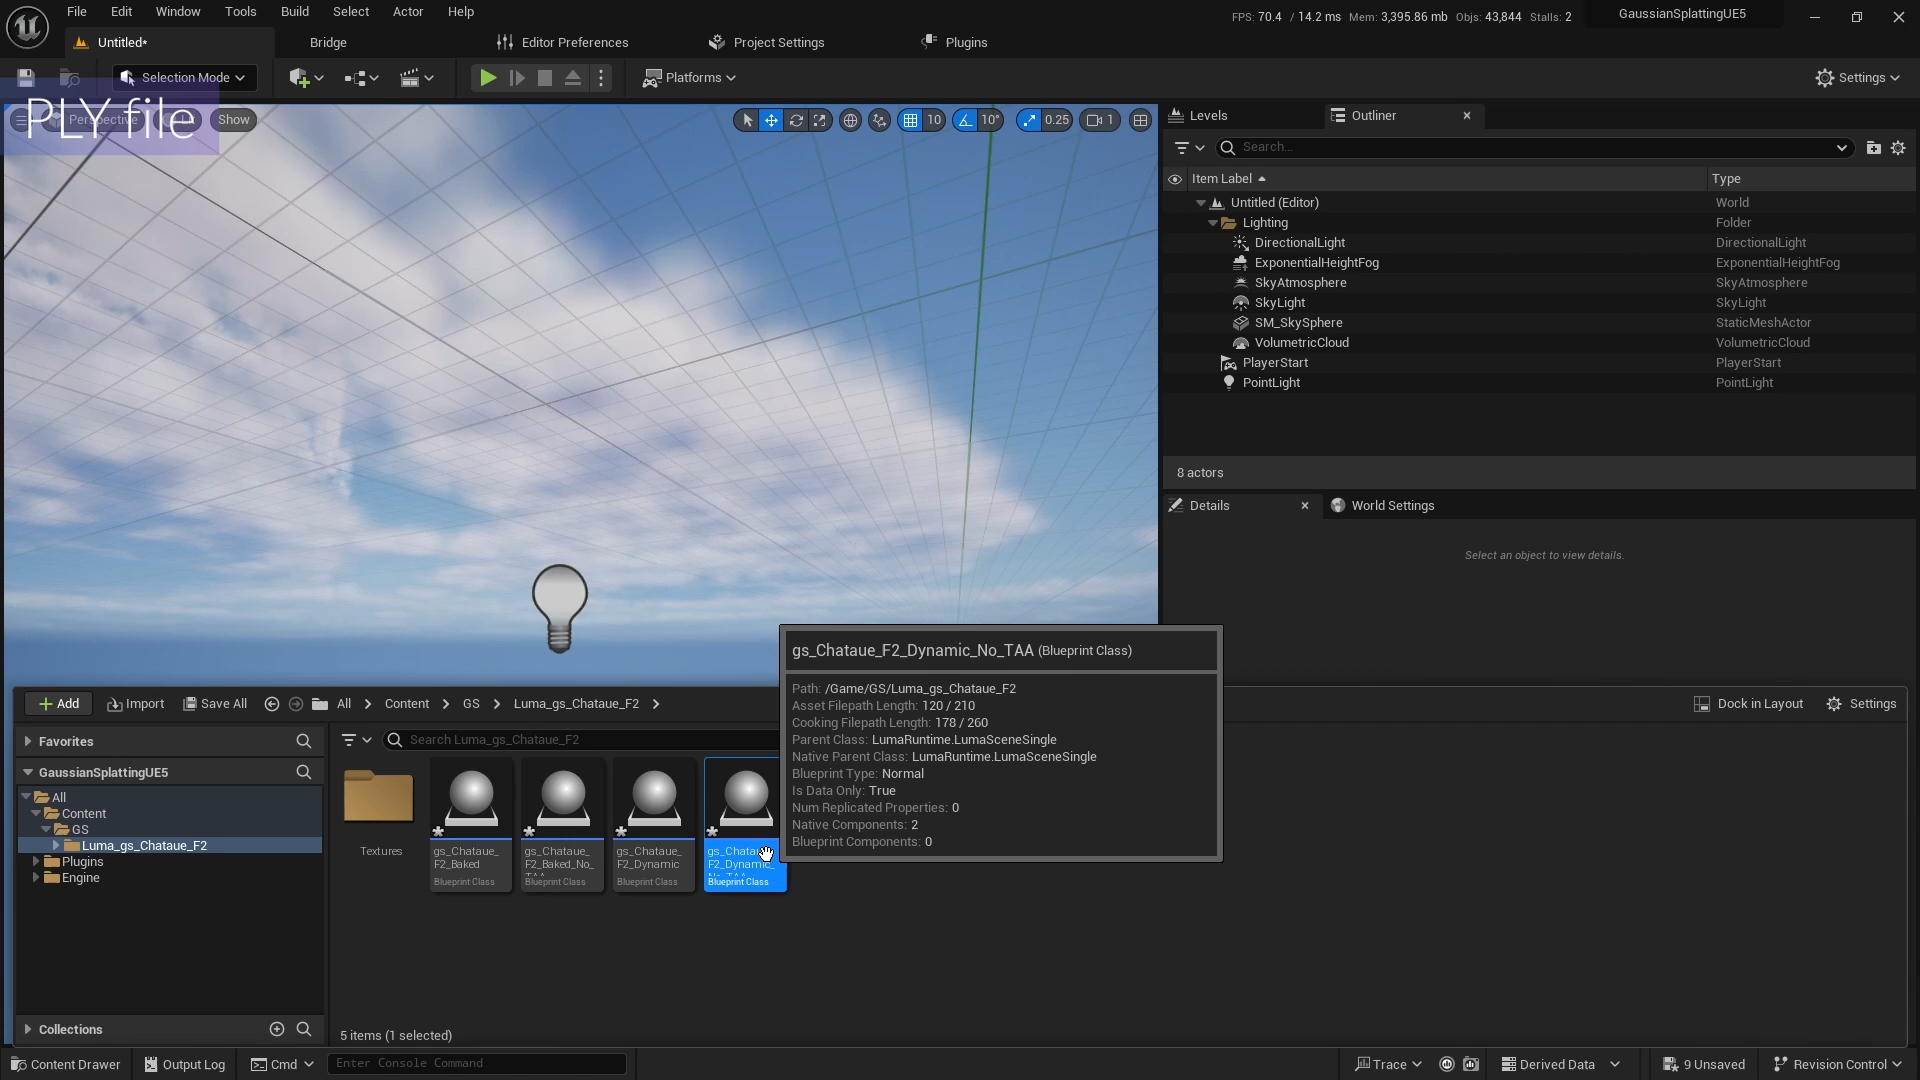 File Edit Window Tools Build Select Actor Help
FPS: 70.4 / 14.2 ms Mem: 3,395.86 mb Objs: 43,844 Stalls: 2
GaussianSplattingUE5
Untitled*
Bridge
Editor Preferences
Project Settings
Plugins
Selection Mode
Platforms
Settings
PLY file
Perspective
Show
10
10°
0.25
1
Levels
Outliner
Search...
Item Label
Type
Untitled (Editor) World
Lighting Folder
DirectionalLight DirectionalLight
ExponentialHeightFog ExponentialHeightFog
SkyAtmosphere SkyAtmosphere
SkyLight SkyLight
SM_SkySphere StaticMeshActor
VolumetricCloud VolumetricCloud
PlayerStart PlayerStart
PointLight PointLight
8 actors
Details
World Settings
Select an object to view details.
gs_Chataue_F2_Dynamic_No_TAA (Blueprint Class)
Path: /Game/GS/Luma_gs_Chataue_F2
Asset Filepath Length: 120 / 210
Cooking Filepath Length: 178 / 260
Parent Class: LumaRuntime.LumaSceneSingle
Native Parent Class: LumaRuntime.LumaSceneSingle
Blueprint Type: Normal
Is Data Only: True
Num Replicated Properties: 0
Native Components: 2
Blueprint Components: 0
Add
Import
Save All
All
Content
GS
Luma_gs_Chataue_F2
Dock in Layout
Settings
Favorites
Search Luma_gs_Chataue_F2
GaussianSplattingUE5
All
Content
GS
Luma_gs_Chataue_F2
Plugins
Engine
Textures
gs_Chataue_
F2_Baked
Blueprint Class
gs_Chataue_
F2_Baked_No_
TAA
Blueprint Class
gs_Chataue_
F2_Dynamic
Blueprint Class
F2_Dynamic_
No_TAA
Blueprint Class
Collections
5 items (1 selected)
Content Drawer
Output Log
Cmd
Enter Console Command
Trace
Derived Data
9 Unsaved
Revision Control